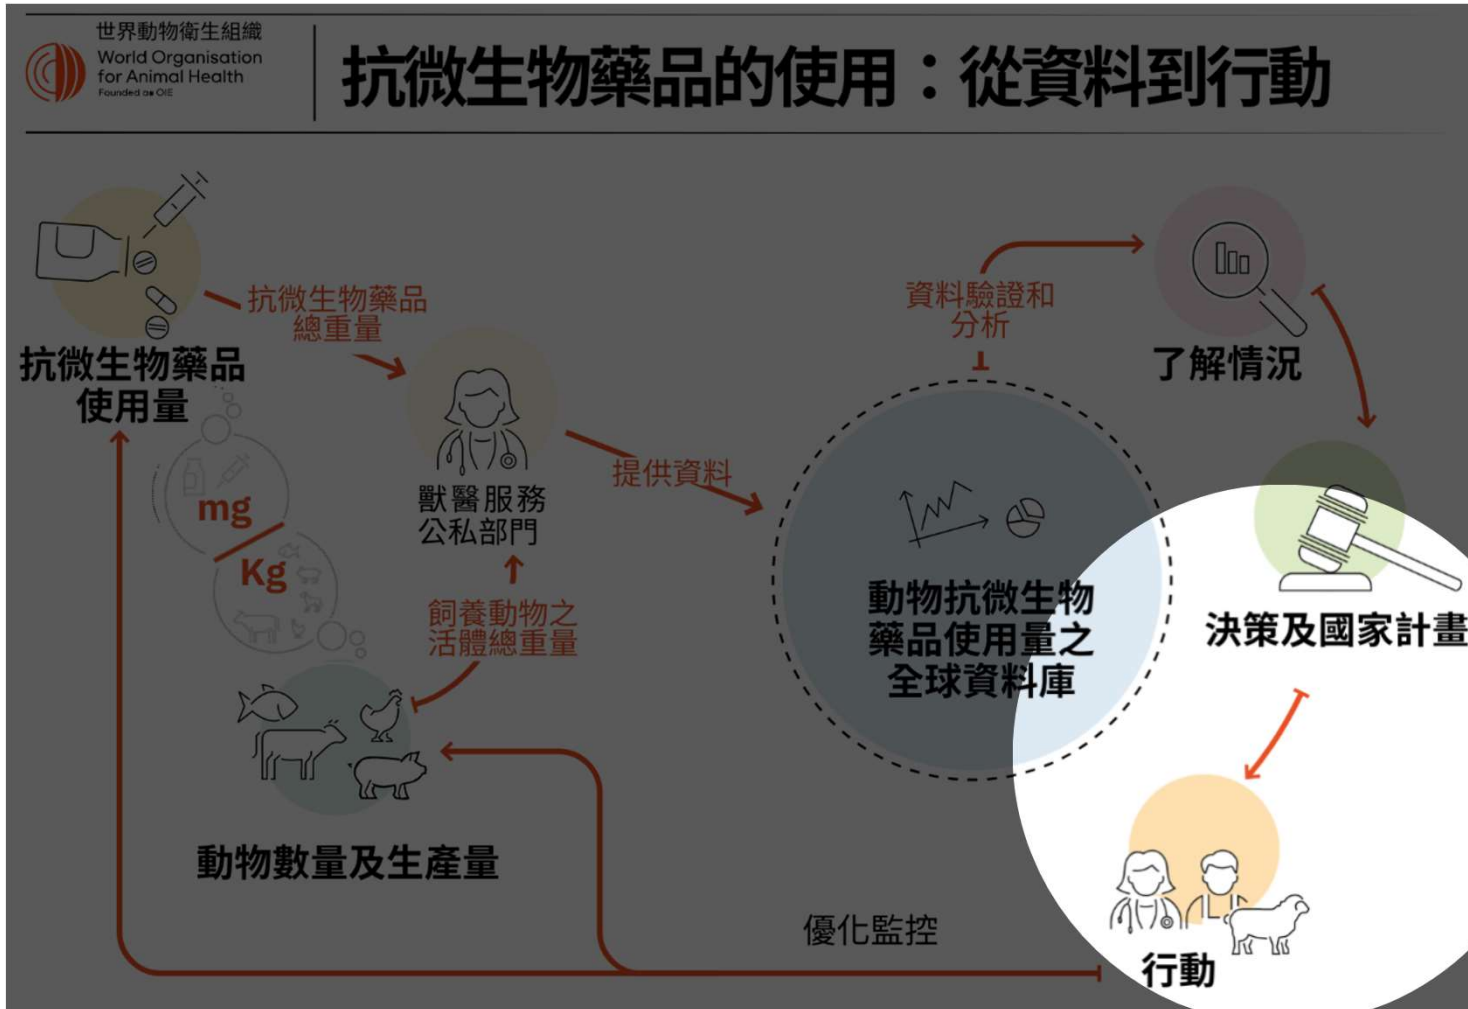 世界動物衛生組織
World Organisation
for Animal Health
Founded as OIE
抗微生物藥品的使用：從資料到行動
抗微生物藥品
總重量
抗微生物藥品
使用量
mg
Kg
獸醫服務
公私部門
提供資料
飼養動物之
活體總重量
動物數量及生產量
資料驗證和
分析
了解情況
動物抗微生物
藥品使用量之
全球資料庫
決策及國家計畫
優化監控
行動